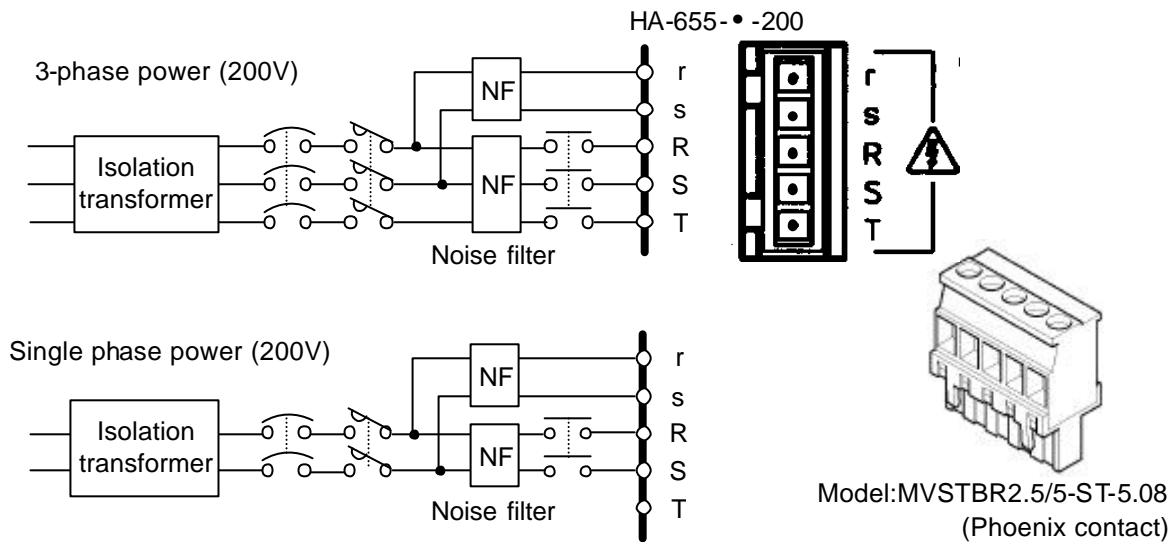 HA-655-•-200
3-phase power (200V)
NF
r
s
Isolation
transformer
NF
R
S
T
Noise filter
r
s
R
S
T
Single phase power (200V)
NF
r
s
Isolation
transformer
NF
R
S
T
Noise filter
Model:MVSTBR2.5/5-ST-5.08
(Phoenix contact)